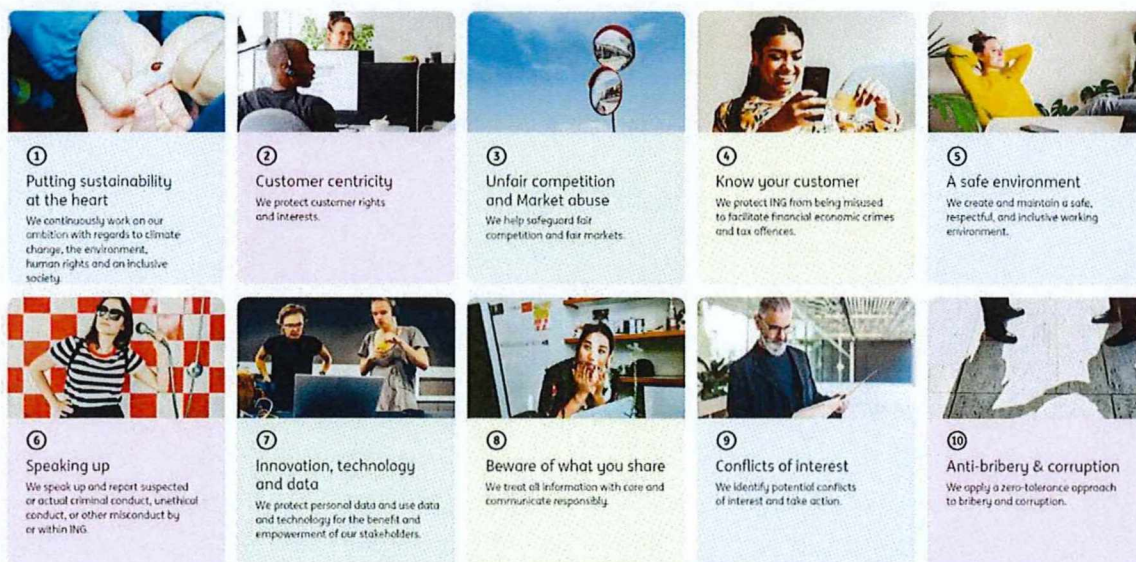 1
Putting sustainability
at the heart
We continuously work on our
ambition with regards to climate
change, the environment,
human rights and an inclusive
society.
2
Customer centricity
We protect customer rights
and interests.
3
Unfair competition
and Market abuse
We help safeguard fair
competition and fair markets.
4
Know your customer
We protect ING from being misused
to facilitate financial economic crimes
and tax offences.
5
A safe environment
We create and maintain a safe,
respectful, and inclusive working
environment.
6
Speaking up
We speak up and report suspected
or actual criminal conduct, unethical
conduct, or other misconduct by
or within ING.
7
Innovation, technology
and data
We protect personal data and use data
and technology for the benefit and
empowerment of our stakeholders.
8
Beware of what you share
We treat all information with care and
communicate responsibly.
9
Conflicts of interest
We identify potential conflicts
of interest and take action.
10
Anti-bribery & corruption
We apply a zero-tolerance approach
to bribery and corruption.